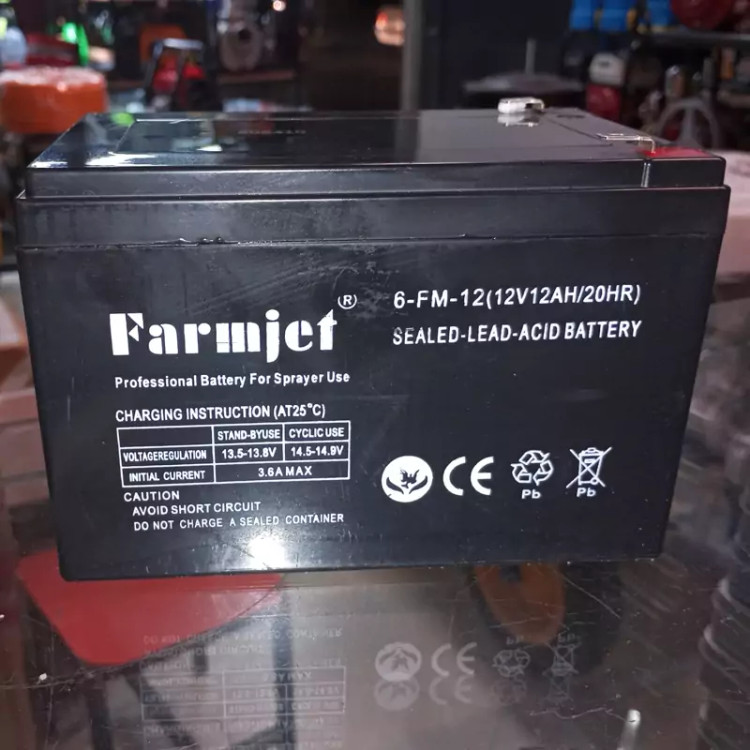 Farmjet®
Professional Battery For Sprayer Use
6-FM-12(12V12AH/20HR)
SEALED-LEAD-ACID BATTERY
CHARGING INSTRUCTION (AT25°C)
STAND-BYUSE CYCLIC USE
VOLTAGEREGULATION 13.5-13.8V 14.5-14.9V
INITIAL CURRENT 3.6A MAX
CAUTION
AVOID SHORT CIRCUIT
DO NOT CHARGE A SEALED CONTAINER
CE
Pb Pb